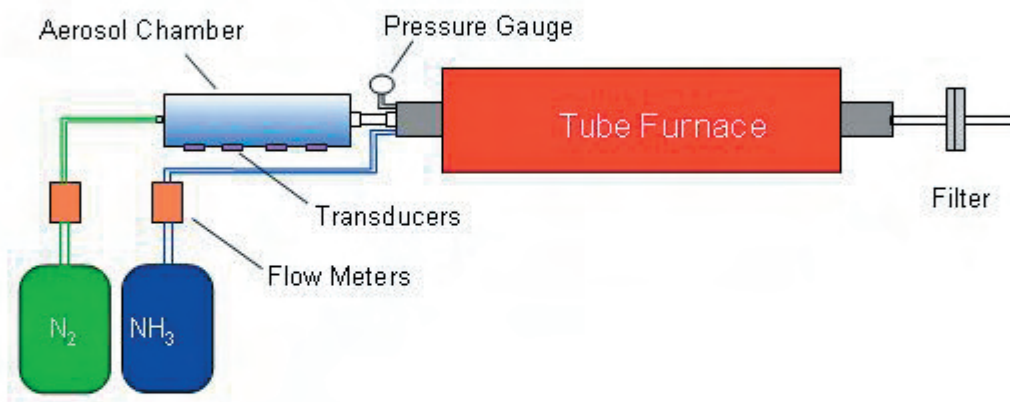 Aerosol Chamber
Pressure Gauge
Tube Furnace
Transducers
Filter
Flow Meters
N₂
NH₃